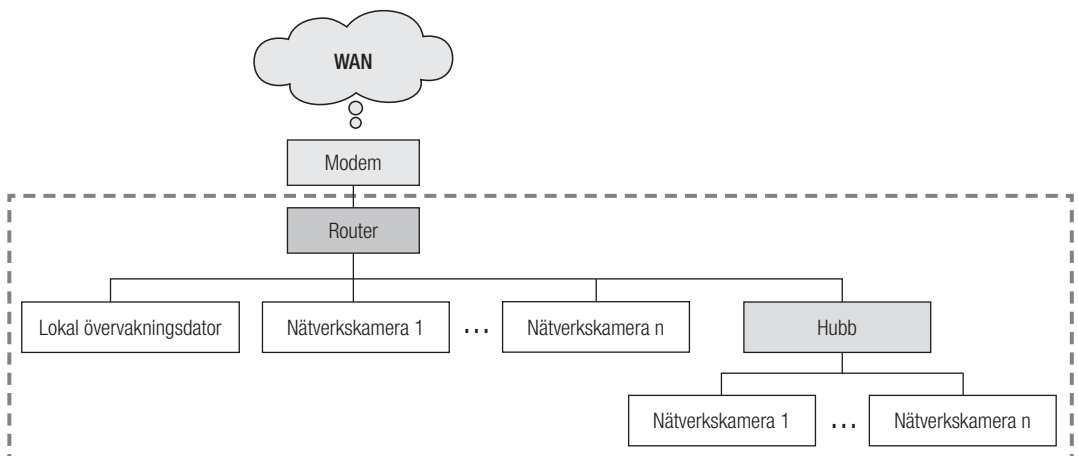 WAN
Modem
Router
Lokal övervakningsdator
Nätverkskamera 1
...
Nätverkskamera n
Hubb
Nätverkskamera 1
...
Nätverkskamera n